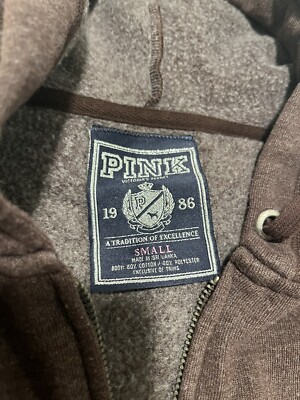 PINK
VICTORIA'S SECRET
P
19 86
A TRADITION OF EXCELLENCE
SMALL
MADE IN SRI LANKA
BODY: 60% COTTON / 40% POLYESTER
EXCLUSIVE OF TRIMS